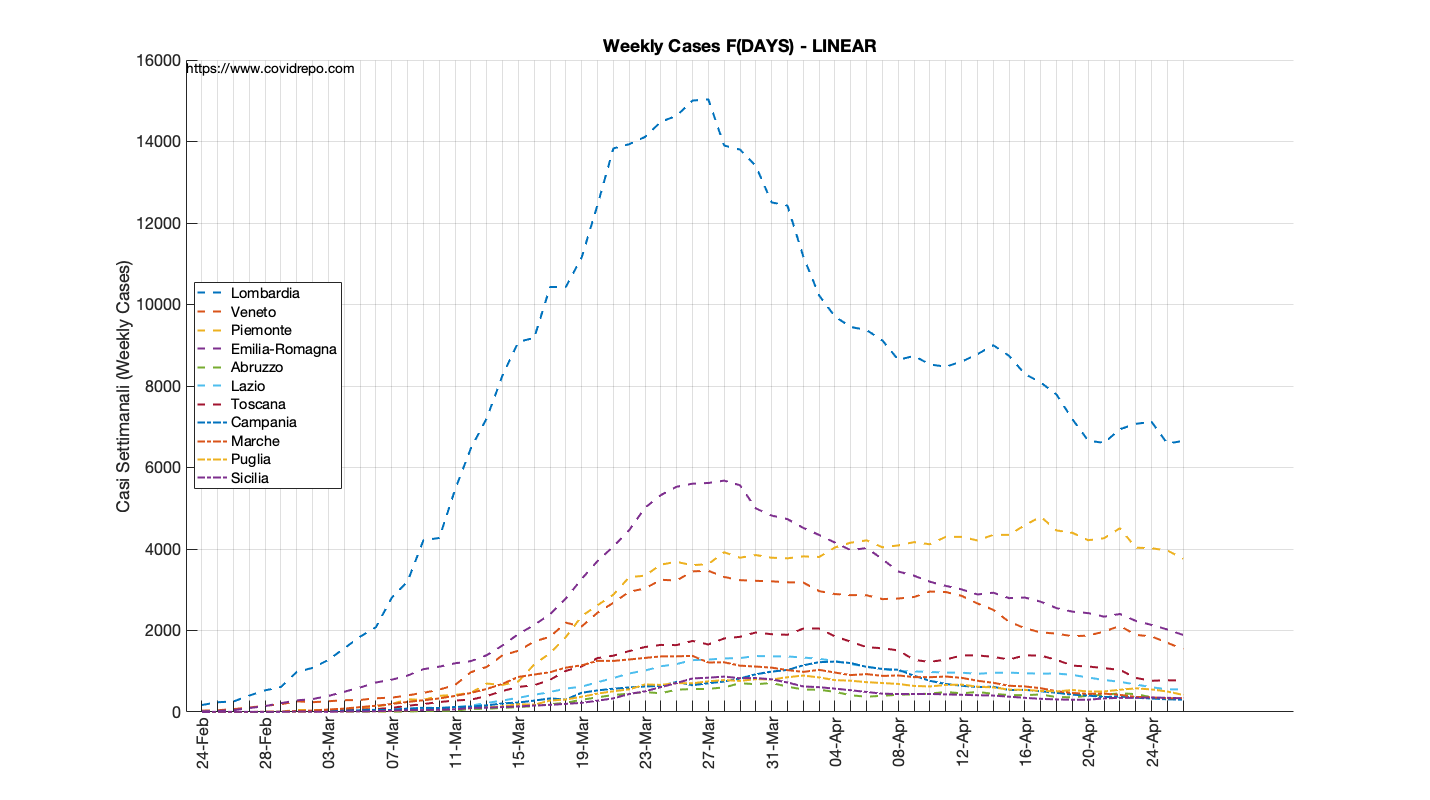 Weekly Cases F(DAYS) - LINEAR
https://www.covidrepo.com
Casi Settimanali (Weekly Cases)
16000
14000
12000
10000
8000
6000
4000
2000
0
Lombardia
Veneto
Piemonte
Emilia-Romagna
Abruzzo
Lazio
Toscana
Campania
Marche
Puglia
Sicilia
24-Feb
28-Feb
03-Mar
07-Mar
11-Mar
15-Mar
19-Mar
23-Mar
27-Mar
31-Mar
04-Apr
08-Apr
12-Apr
16-Apr
20-Apr
24-Apr